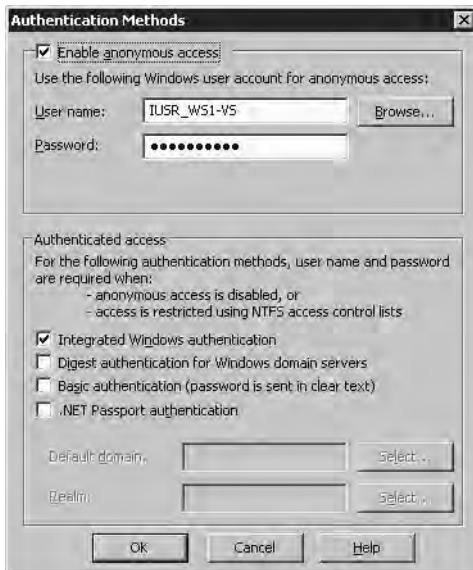 Authentication Methods
Enable anonymous access
Use the following Windows user account for anonymous access:
User name: IUSR_WS1-VS Browse...
Password: ●●●●●●●●●●
Authenticated access
For the following authentication methods, user name and password
are required when:
- anonymous access is disabled, or
- access is restricted using NTFS access control lists
Integrated Windows authentication
Digest authentication for Windows domain servers
Basic authentication (password is sent in clear text)
.NET Passport authentication
Default domain: Select...
Realm: Select...
Ok Cancel Help